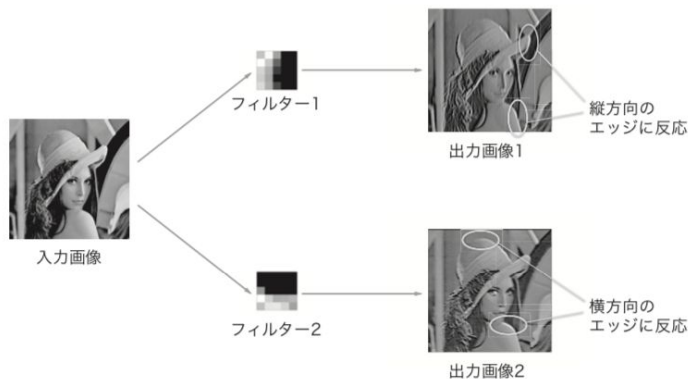 フィルター1
出力画像1
縦方向の
エッジに反応
入力画像
フィルター2
出力画像2
横方向の
エッジに反応